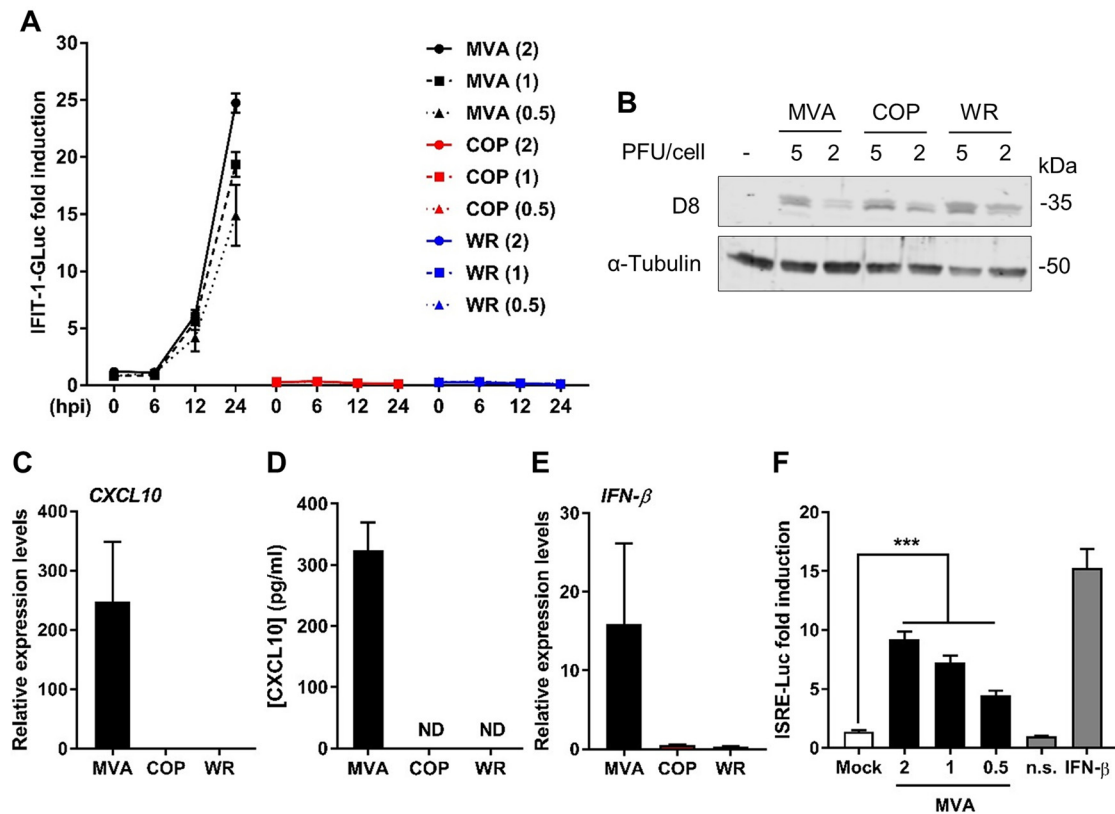 A
IFIT-1-GLuc fold induction
30
25
20
15
10
5
0
(hpi)
0 6 12 24 0 6 12 24 0 6 12 24
MVA (2)
MVA (1)
MVA (0.5)
COP (2)
COP (1)
COP (0.5)
WR (2)
WR (1)
WR (0.5)
B
MVA COP WR
PFU/cell - 5 2 5 2 5 2 kDa
D8 -35
α-Tubulin -50
C
CXCL10
Relative expression levels
400
300
200
100
0
MVA COP WR
D
[CXCL10] (pg/ml)
400
300
200
100
0
ND ND
MVA COP WR
E
IFN-β
Relative expression levels
30
20
10
0
MVA COP WR
F
ISRE-Luc fold induction
20
15
10
5
0
***
Mock 2 1 0.5 n.s. IFN-β
MVA